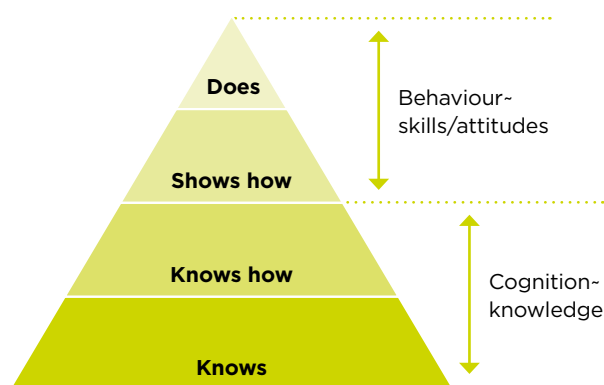 Does
Behaviour~
skills/attitudes
Shows how
Knows how
Cognition~
knowledge
Knows